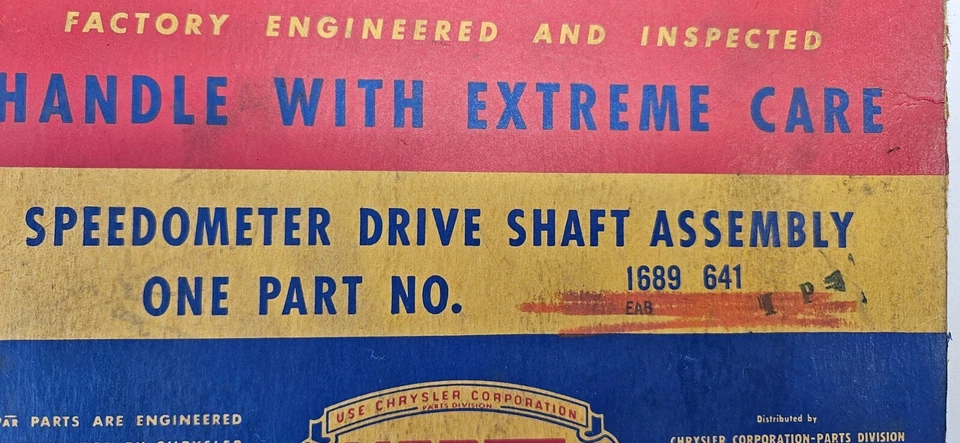 FACTORY ENGINEERED AND INSPECTED
HANDLE WITH EXTREME CARE
SPEEDOMETER DRIVE SHAFT ASSEMBLY
ONE PART NO.
1689 641
EAB
USE CHRYSLER CORPORATION
PARTS DIVISION
PARTS ARE ENGINEERED
Distributed by
CHRYSLER CORPORATION-PARTS DIVISION